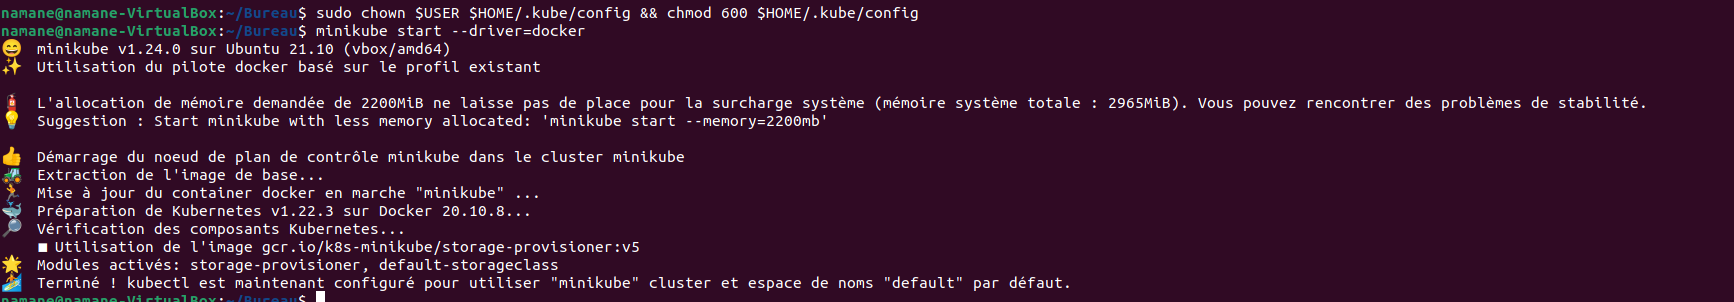 namane@namane-VirtualBox:~/Bureau$ sudo chown $USER $HOME/.kube/config && chmod 600 $HOME/.kube/config
namane@namane-VirtualBox:~/Bureau$ minikube start --driver=docker
😄 minikube v1.24.0 sur Ubuntu 21.10 (vbox/amd64)
✨ Utilisation du pilote docker basé sur le profil existant
🧯 L'allocation de mémoire demandée de 2200MiB ne laisse pas de place pour la surcharge système (mémoire système totale : 2965MiB). Vous pouvez rencontrer des problèmes de stabilité.
💡 Suggestion : Start minikube with less memory allocated: 'minikube start --memory=2200mb'
👍 Démarrage du noeud de plan de contrôle minikube dans le cluster minikube
🚜 Extraction de l'image de base...
🏃 Mise à jour du container docker en marche "minikube" ...
🐳 Préparation de Kubernetes v1.22.3 sur Docker 20.10.8...
🔎 Vérification des composants Kubernetes...
■ Utilisation de l'image gcr.io/k8s-minikube/storage-provisioner:v5
🌟 Modules activés: storage-provisioner, default-storageclass
🏄 Terminé ! kubectl est maintenant configuré pour utiliser "minikube" cluster et espace de noms "default" par défaut.
namane@namane-VirtualBox:~/Bureau$